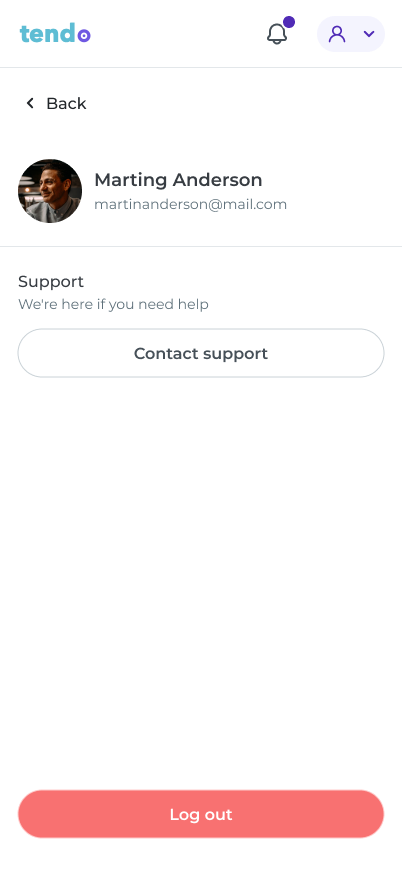 tendo
Back
Marting Anderson
martinanderson@mail.com
Support
We're here if you need help
Contact support
Log out